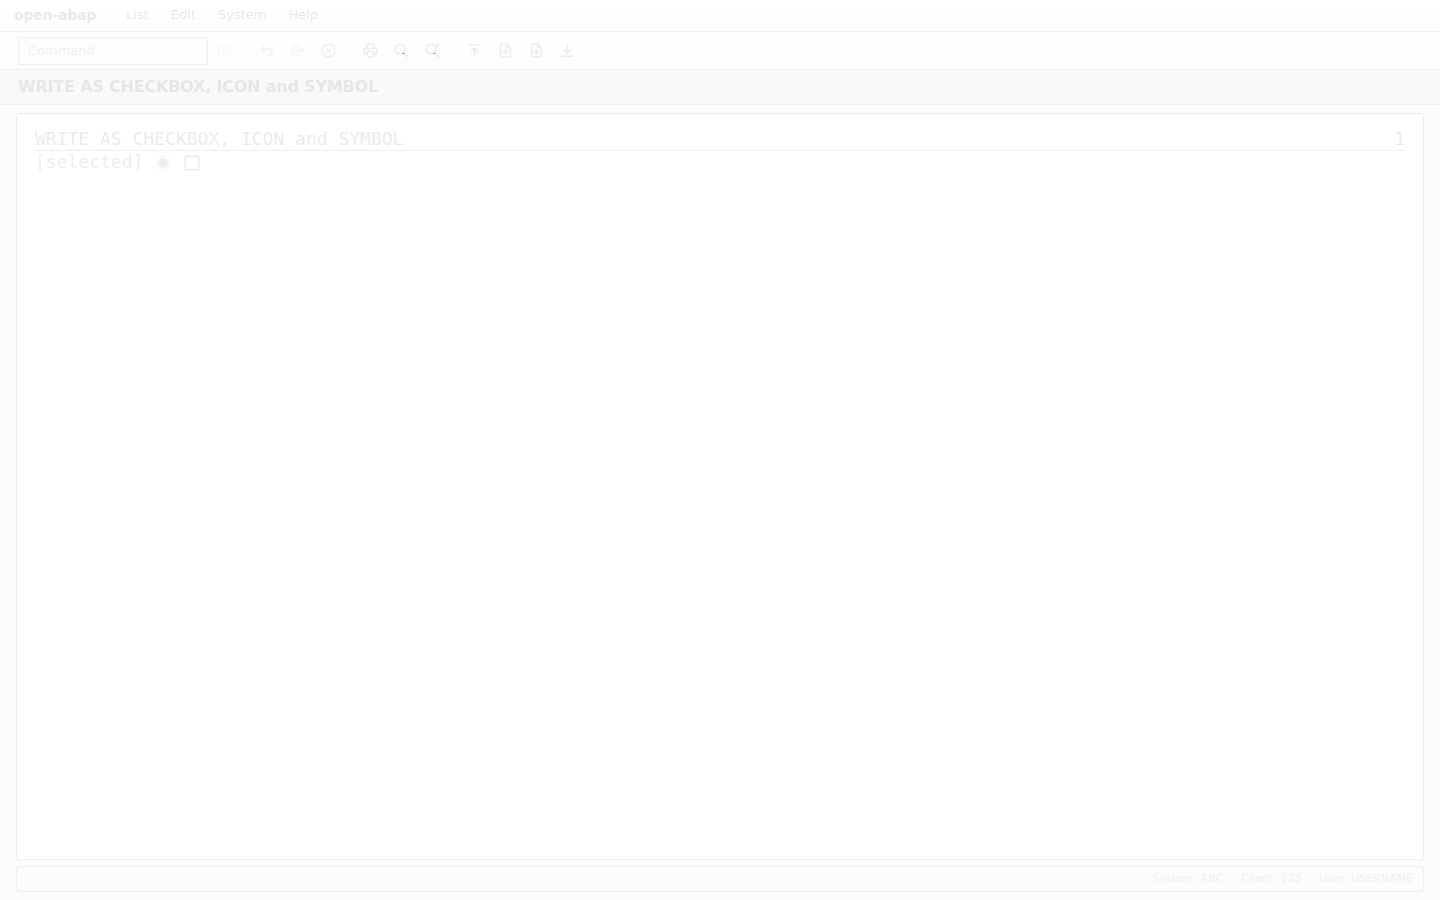 open-abap List Edit System Help
Command
WRITE AS CHECKBOX, ICON and SYMBOL
WRITE AS CHECKBOX, ICON and SYMBOL 1
[selected]
System: ABC Client: 123 User: USERNAME